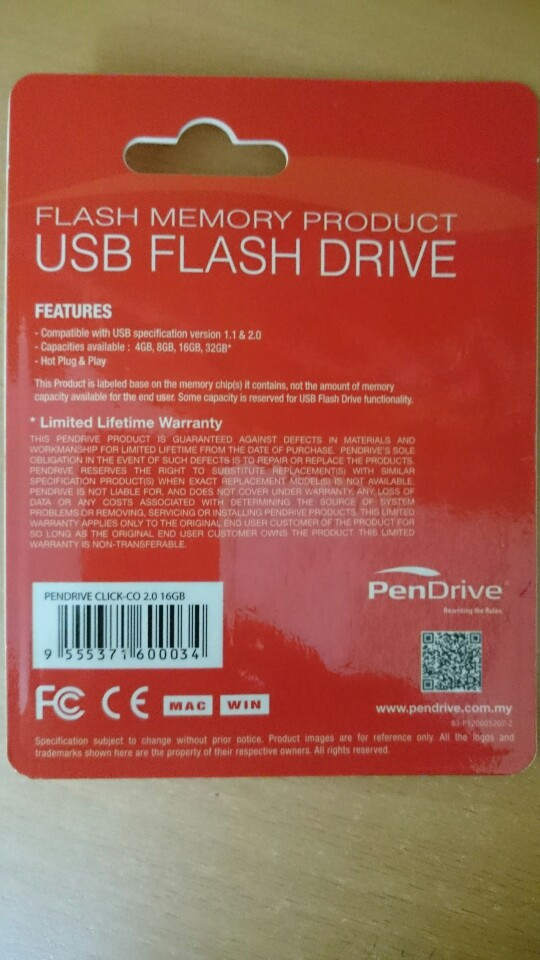 FLASH MEMORY PRODUCT
USB FLASH DRIVE
FEATURES
- Compatible with USB specification version 1.1 & 2.0
- Capacities available : 4GB, 8GB, 16GB, 32GB*
- Hot Plug & Play
This Product is labeled base on the memory chip(s) it contains, not the amount of memory
capacity available for the end user. Some capacity is reserved for USB Flash Drive functionality.
* Limited Lifetime Warranty
THIS PENDRIVE PRODUCT IS GUARANTEED AGAINST DEFECTS IN MATERIALS AND
WORKMANSHIP FOR LIMITED LIFETIME FROM THE DATE OF PURCHASE. PENDRIVE'S SOLE
OBLIGATION IN THE EVENT OF SUCH DEFECTS IS TO REPAIR OR REPLACE THE PRODUCTS.
PENDRIVE RESERVES THE RIGHT TO SUBSTITUTE REPLACEMENT(S) WITH SIMILAR
SPECIFICATION PRODUCT(S) WHEN EXACT REPLACEMENT MODEL(S) IS NOT AVAILABLE.
PENDRIVE IS NOT LIABLE FOR, AND DOES NOT COVER UNDER WARRANTY, ANY LOSS OF
DATA OR ANY COSTS ASSOCIATED WITH DETERMINING THE SOURCE OF SYSTEM
PROBLEMS OR REMOVING, SERVICING OR INSTALLING PENDRIVE PRODUCTS. THIS LIMITED
WARRANTY APPLIES ONLY TO THE ORIGINAL END USER CUSTOMER OF THE PRODUCT FOR
SO LONG AS THE ORIGINAL END USER CUSTOMER OWNS THE PRODUCT. THIS LIMITED
WARRANTY IS NON-TRANSFERABLE.
PENDRIVE CLICK-CO 2.0 16GB
9 555371 600034
PenDrive
Rewriting the Rules
FC CE MAC WIN
www.pendrive.com.my
Specification subject to change without prior notice. Product images are for reference only. All the logos and
trademarks shown here are the property of their respective owners. All rights reserved.